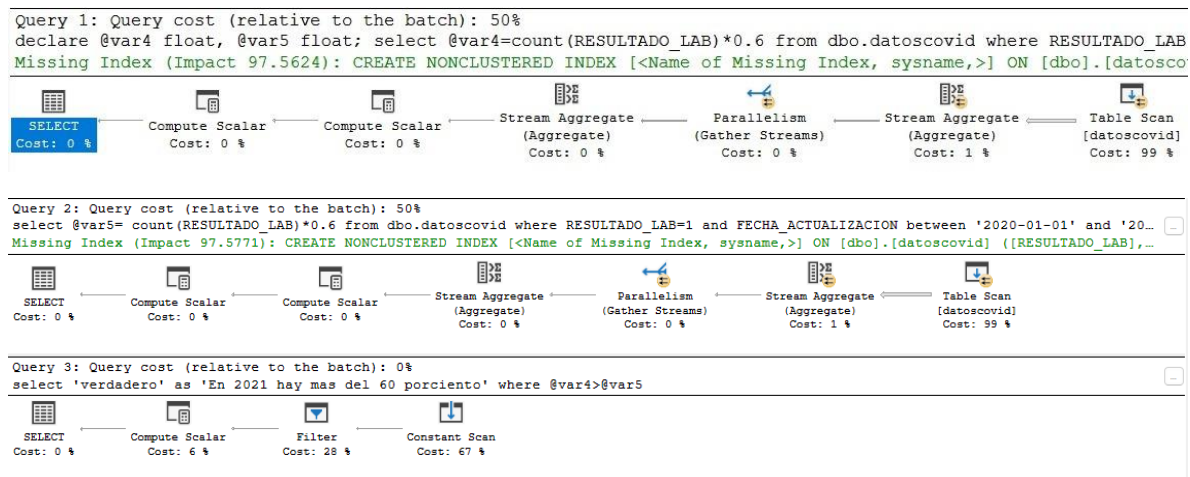 Query 1: Query cost (relative to the batch): 50%
declare @var4 float, @var5 float; select @var4=count(RESULTADO_LAB)*0.6 from dbo.datoscovid where RESULTADO_LAB
Missing Index (Impact 97.5624): CREATE NONCLUSTERED INDEX [<Name of Missing Index, sysname,>] ON [dbo].[datosco
SELECT
Cost: 0 %
Compute Scalar
Cost: 0 %
Compute Scalar
Cost: 0 %
Stream Aggregate
(Aggregate)
Cost: 0 %
Parallelism
(Gather Streams)
Cost: 0 %
Stream Aggregate
(Aggregate)
Cost: 1 %
Table Scan
[datoscovid]
Cost: 99 %
Query 2: Query cost (relative to the batch): 50%
select @var5= count(RESULTADO_LAB)*0.6 from dbo.datoscovid where RESULTADO_LAB=1 and FECHA_ACTUALIZACION between '2020-01-01' and '20…
Missing Index (Impact 97.5771): CREATE NONCLUSTERED INDEX [<Name of Missing Index, sysname,>] ON [dbo].[datoscovid] ([RESULTADO_LAB],…
SELECT
Cost: 0 %
Compute Scalar
Cost: 0 %
Compute Scalar
Cost: 0 %
Stream Aggregate
(Aggregate)
Cost: 0 %
Parallelism
(Gather Streams)
Cost: 0 %
Stream Aggregate
(Aggregate)
Cost: 1 %
Table Scan
[datoscovid]
Cost: 99 %
Query 3: Query cost (relative to the batch): 0%
select 'verdadero' as 'En 2021 hay mas del 60 porciento' where @var4>@var5
SELECT
Cost: 0 %
Compute Scalar
Cost: 6 %
Filter
Cost: 28 %
Constant Scan
Cost: 67 %